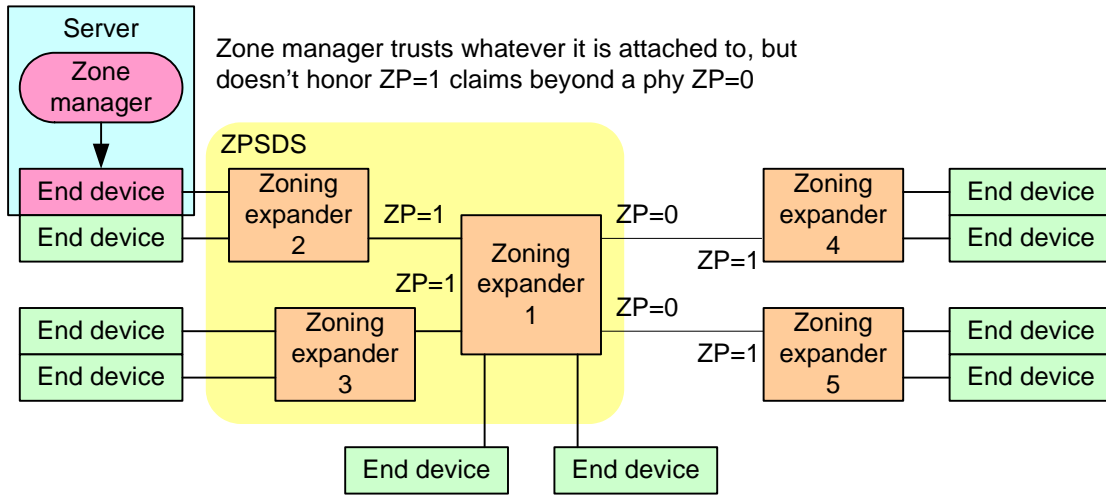 Server
Zone
manager
Zone manager trusts whatever it is attached to, but
doesn't honor ZP=1 claims beyond a phy ZP=0
ZPSDS
End device
End device
Zoning
expander
2
ZP=1
ZP=1
Zoning
expander
1
ZP=0
ZP=1
ZP=0
ZP=1
Zoning
expander
4
End device
End device
End device
End device
Zoning
expander
3
Zoning
expander
5
End device
End device
End device
End device